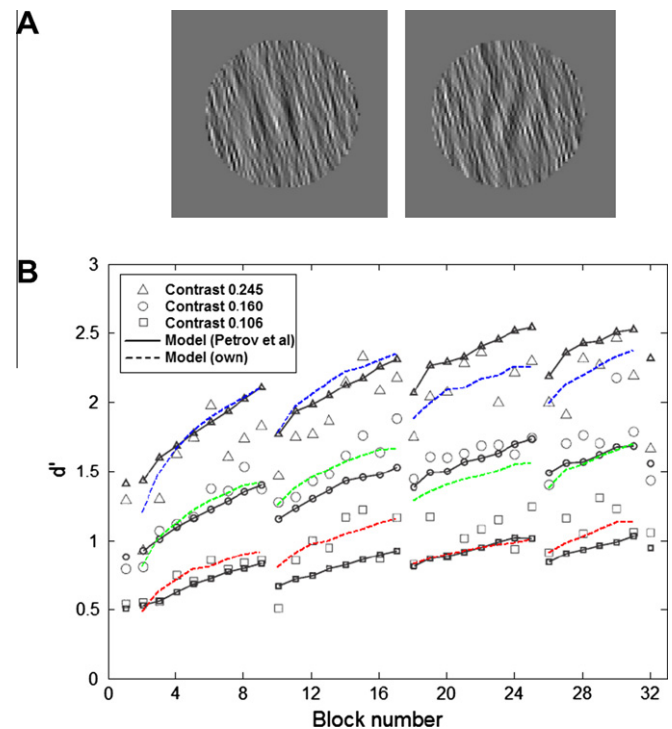 A
B
3
2.5
2
1.5
1
0.5
0
d'
Contrast 0.245
Contrast 0.160
Contrast 0.106
Model (Petrov et al)
Model (own)
0 4 8 12 16 20 24 28 32
Block number